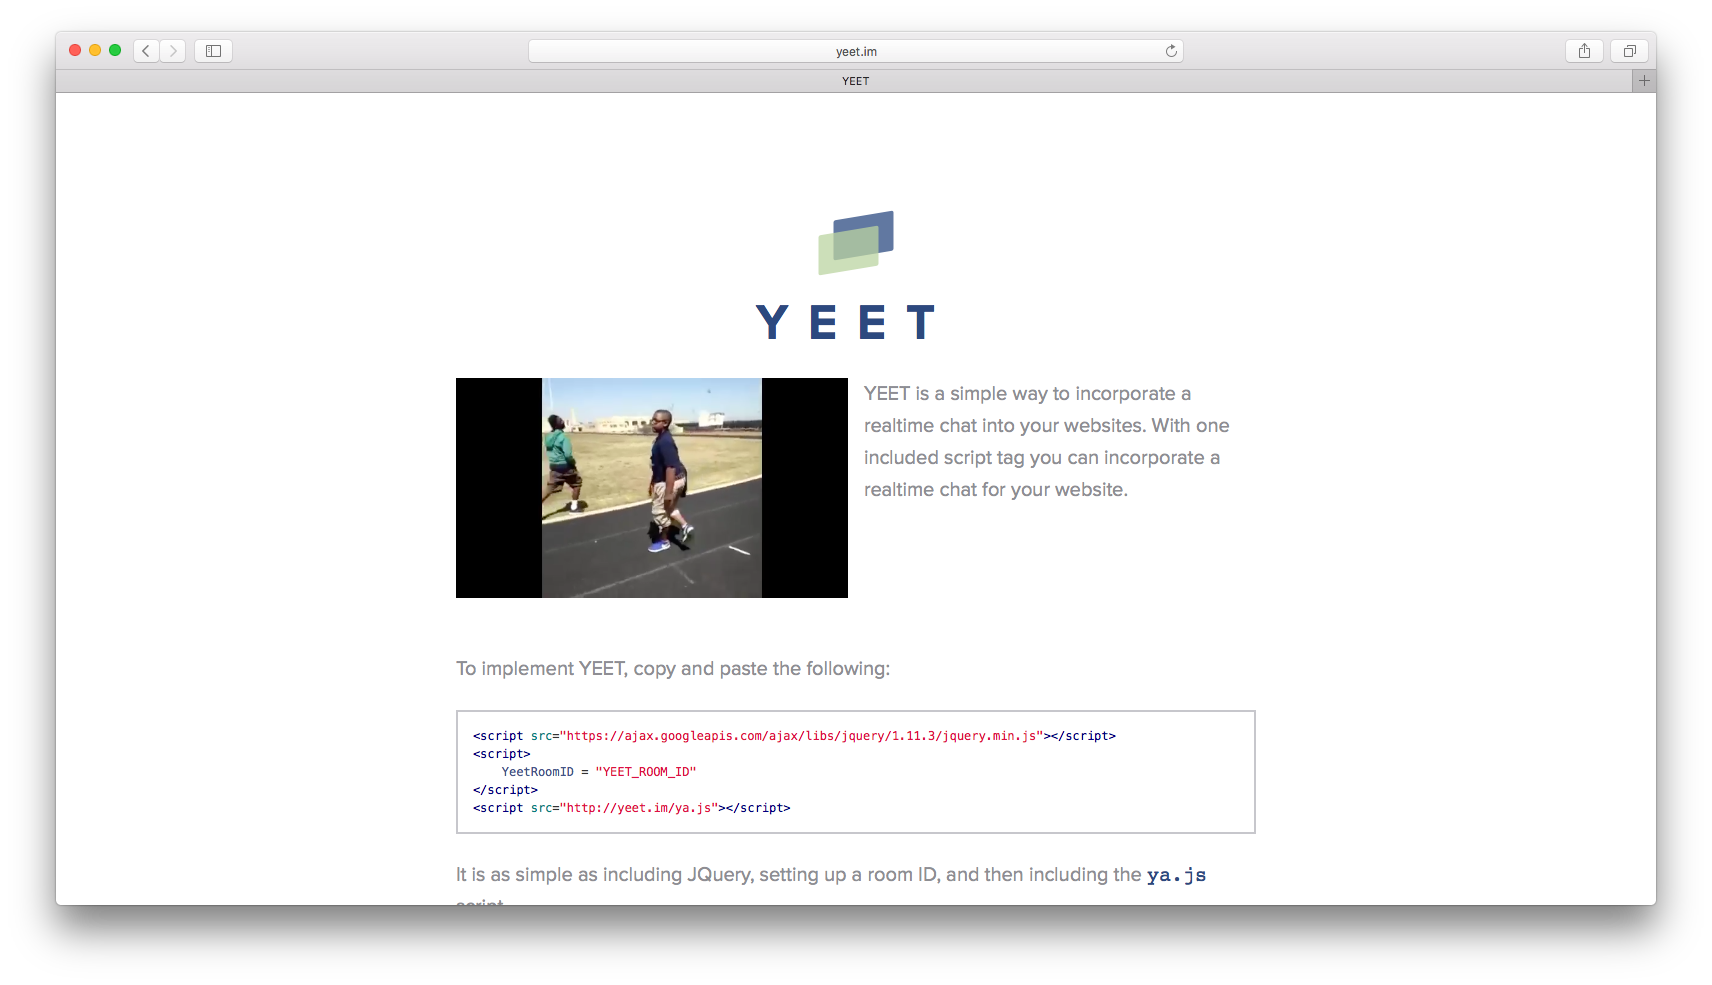 yeet.im
YEET
YEET
YEET is a simple way to incorporate a
realtime chat into your websites. With one
included script tag you can incorporate a
realtime chat for your website.
To implement YEET, copy and paste the following:
<script src="https://ajax.googleapis.com/ajax/libs/jquery/1.11.3/jquery.min.js"></script>
<script>
    YeetRoomID = "YEET_ROOM_ID"
</script>
<script src="http://yeet.im/ya.js"></script>
It is as simple as including JQuery, setting up a room ID, and then including the ya.js
script